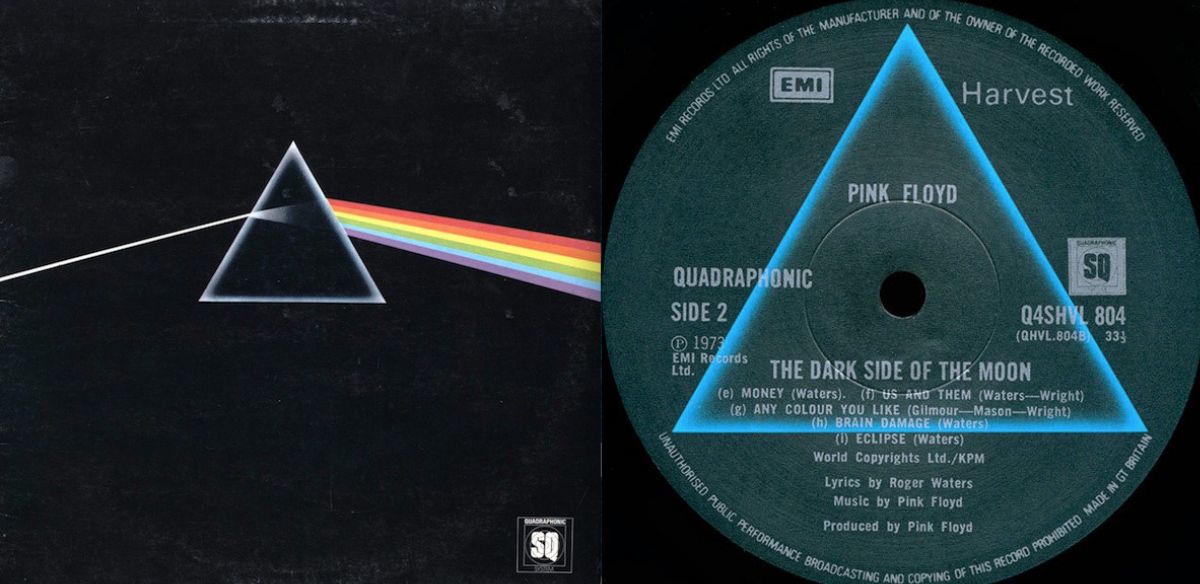 QUADRAPHONIC
SQ
SYSTEM
EMI RECORDS LTD ALL RIGHTS OF THE MANUFACTURER AND OF THE OWNER OF THE RECORDED WORK RESERVED
EMI
Harvest
PINK FLOYD
QUADRAPHONIC
SQ
QUADRAPHONIC
SIDE 2
Q4SHVL 804
(QHVL.804B) 33⅓
Ⓟ 1973
EMI Records
Ltd.
THE DARK SIDE OF THE MOON
(e) MONEY (Waters). (f) US AND THEM (Waters—Wright)
(g) ANY COLOUR YOU LIKE (Gilmour—Mason—Wright)
(h) BRAIN DAMAGE (Waters)
(i) ECLIPSE (Waters)
World Copyrights Ltd./KPM
Lyrics by Roger Waters
Music by Pink Floyd
Produced by Pink Floyd
UNAUTHORISED PUBLIC PERFORMANCE BROADCASTING AND COPYING OF THIS RECORD PROHIBITED MADE IN GT BRITAIN